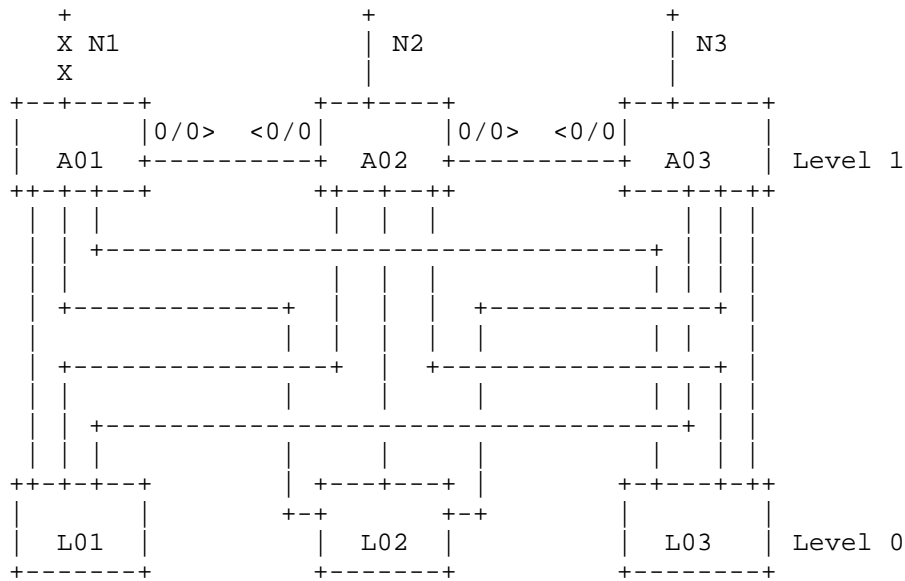 X N1 N2 N3
X
0/0> <0/0 0/0> <0/0
A01 A02 A03 Level 1
L01 L02 L03 Level 0